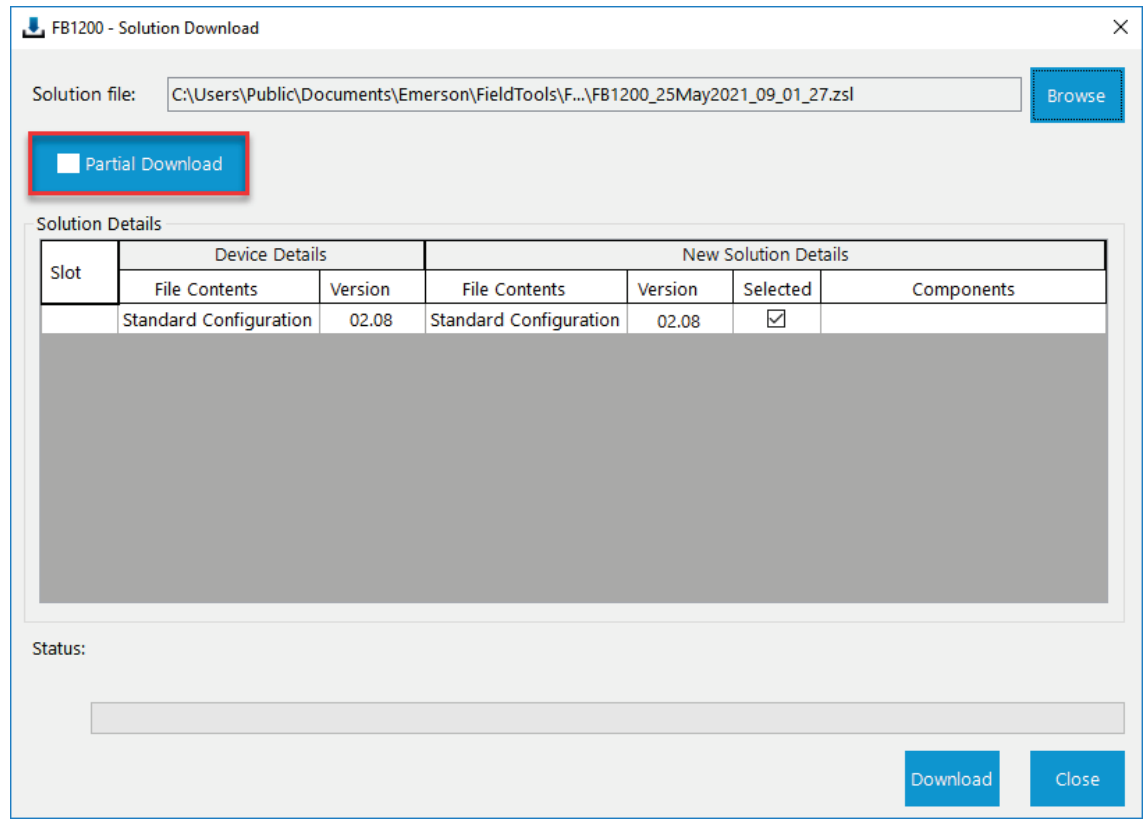 FB1200 - Solution Download
Solution file: C:\Users\Public\Documents\Emerson\FieldTools\F...\FB1200_25May2021_09_01_27.zsl Browse
Partial Download
Solution Details
Slot Device Details New Solution Details
File Contents Version File Contents Version Selected Components
Standard Configuration 02.08 Standard Configuration 02.08
Status:
Download Close